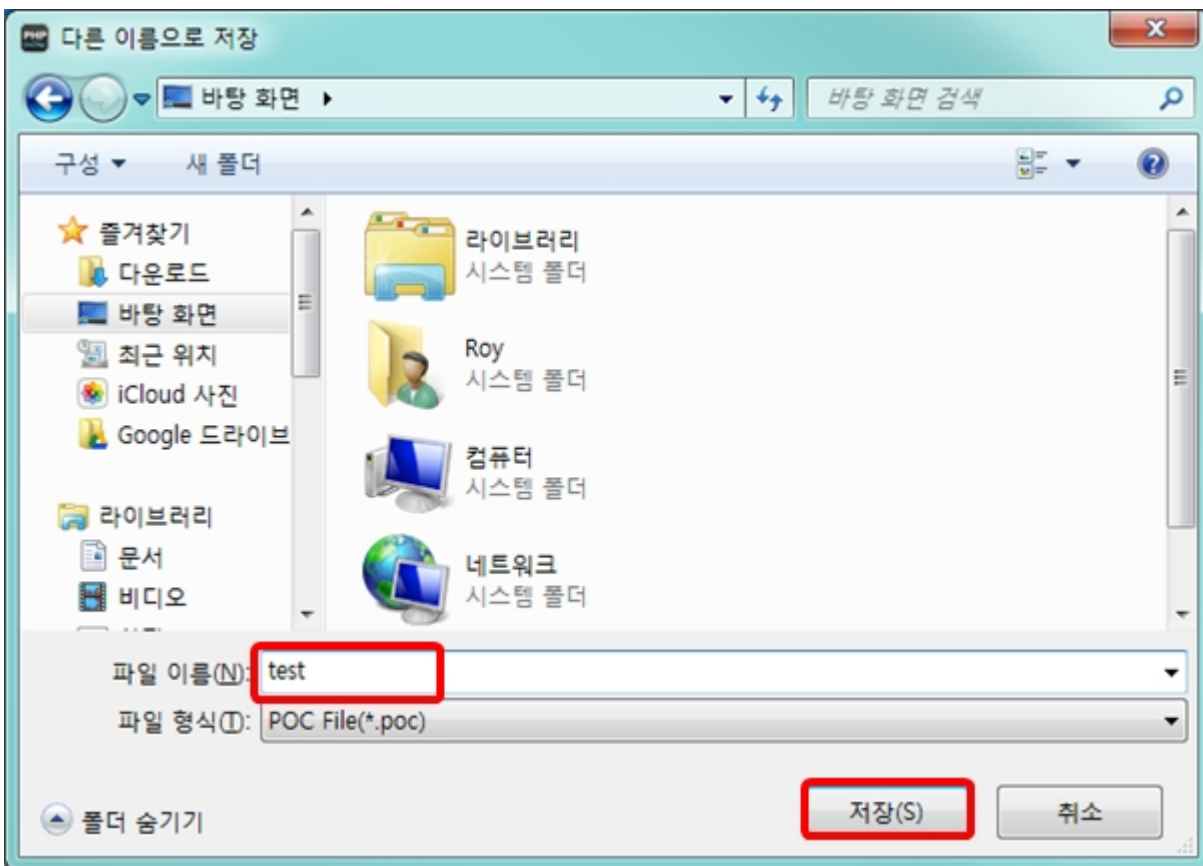 다른 이름으로 저장
바탕 화면
바탕 화면 검색
구성
새 폴더
즐겨찾기
다운로드
바탕 화면
최근 위치
iCloud 사진
Google 드라이브
라이브러리
문서
비디오
라이브러리
시스템 폴더
Roy
시스템 폴더
컴퓨터
시스템 폴더
네트워크
시스템 폴더
파일 이름(N): test
파일 형식(T): POC File(*.poc)
폴더 숨기기
저장(S)
취소